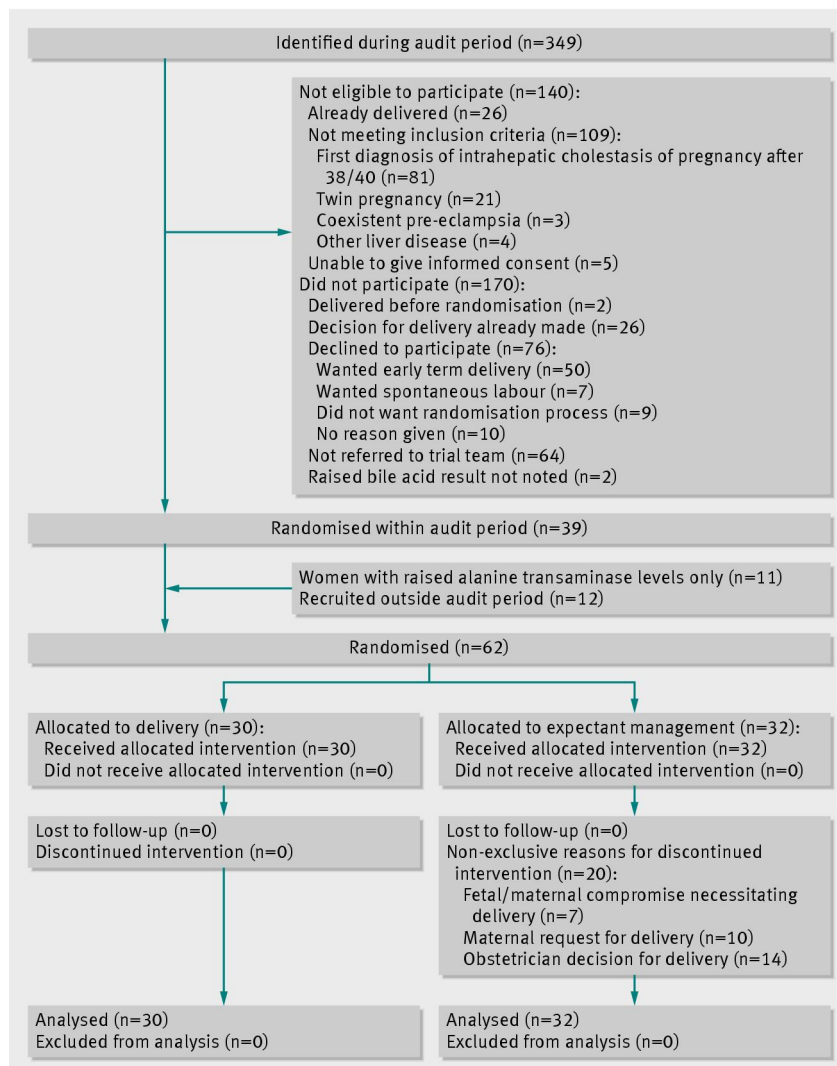 Identified during audit period (n=349)
Not eligible to participate (n=140):
Already delivered (n=26)
Not meeting inclusion criteria (n=109):
First diagnosis of intrahepatic cholestasis of pregnancy after
38/40 (n=81)
Twin pregnancy (n=21)
Coexistent pre-eclampsia (n=3)
Other liver disease (n=4)
Unable to give informed consent (n=5)
Did not participate (n=170):
Delivered before randomisation (n=2)
Decision for delivery already made (n=26)
Declined to participate (n=76):
Wanted early term delivery (n=50)
Wanted spontaneous labour (n=7)
Did not want randomisation process (n=9)
No reason given (n=10)
Not referred to trial team (n=64)
Raised bile acid result not noted (n=2)
Randomised within audit period (n=39)
Women with raised alanine transaminase levels only (n=11)
Recruited outside audit period (n=12)
Randomised (n=62)
Allocated to delivery (n=30):
Received allocated intervention (n=30)
Did not receive allocated intervention (n=0)
Allocated to expectant management (n=32):
Received allocated intervention (n=32)
Did not receive allocated intervention (n=0)
Lost to follow-up (n=0)
Discontinued intervention (n=0)
Lost to follow-up (n=0)
Non-exclusive reasons for discontinued
intervention (n=20):
Fetal/maternal compromise necessitating
delivery (n=7)
Maternal request for delivery (n=10)
Obstetrician decision for delivery (n=14)
Analysed (n=30)
Excluded from analysis (n=0)
Analysed (n=32)
Excluded from analysis (n=0)